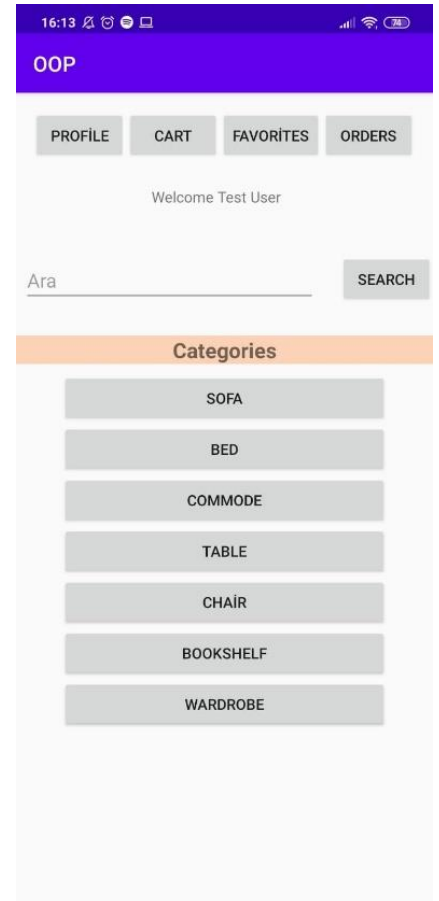 16:13 74
OOP
PROFİLE CART FAVORİTES ORDERS
Welcome Test User
Ara SEARCH
Categories
SOFA
BED
COMMODE
TABLE
CHAİR
BOOKSHELF
WARDROBE